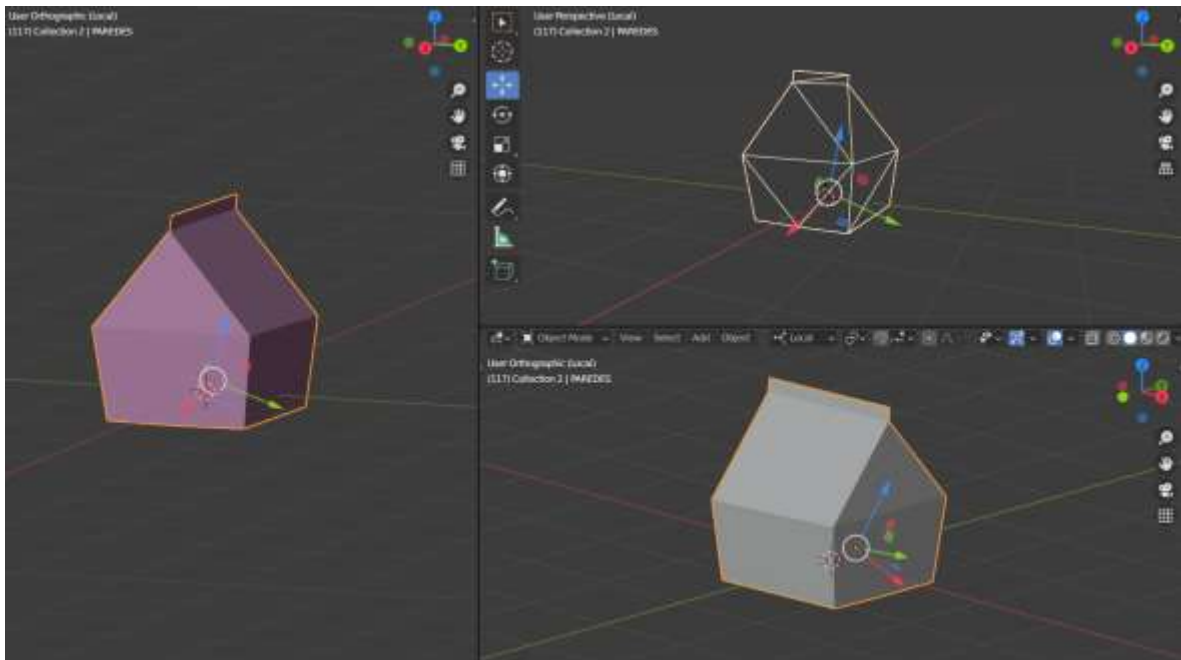 User Orthographic (Local)
(117) Collection 2 | PAREDES
User Perspective (Local)
(117) Collection 2 | PAREDES
Object Mode View Select Add Object Local
User Orthographic (Local)
(117) Collection 2 | PAREDES